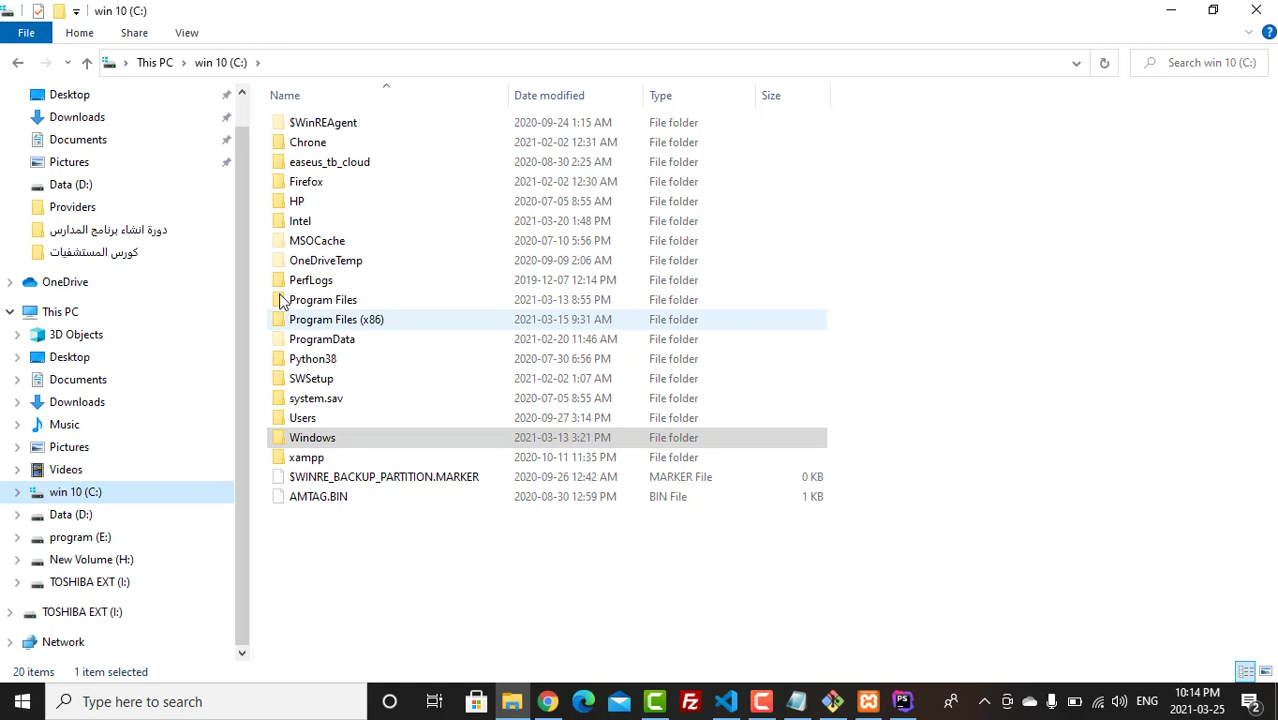 win 10 (C:)
File Home Share View
This PC win 10 (C:) Search win 10 (C:)
Desktop
Downloads
Documents
Pictures
Data (D:)
Providers
دورة انشاء برنامج المدارس
كورس المستشفيات
OneDrive
This PC
3D Objects
Desktop
Documents
Downloads
Music
Pictures
Videos
win 10 (C:)
Data (D:)
program (E:)
New Volume (H:)
TOSHIBA EXT (I:)
TOSHIBA EXT (I:)
Network
Name Date modified Type Size
$WinREAgent 2020-09-24 1:15 AM File folder
Chrone 2021-02-02 12:31 AM File folder
easeus_tb_cloud 2020-08-30 2:25 AM File folder
Firefox 2021-02-02 12:30 AM File folder
HP 2020-07-05 8:55 AM File folder
Intel 2021-03-20 1:48 PM File folder
MSOCache 2020-07-10 5:56 PM File folder
OneDriveTemp 2020-09-09 2:06 AM File folder
PerfLogs 2019-12-07 12:14 PM File folder
Program Files 2021-03-13 8:55 PM File folder
Program Files (x86) 2021-03-15 9:31 AM File folder
ProgramData 2021-02-20 11:46 AM File folder
Python38 2020-07-30 6:56 PM File folder
SWSetup 2021-02-02 1:07 AM File folder
system.sav 2020-07-05 8:55 AM File folder
Users 2020-09-27 3:14 PM File folder
Windows 2021-03-13 3:21 PM File folder
xampp 2020-10-11 11:35 PM File folder
$WINRE_BACKUP_PARTITION.MARKER 2020-09-26 12:42 AM MARKER File 0 KB
AMTAG.BIN 2020-08-30 12:59 PM BIN File 1 KB
20 items 1 item selected
Type here to search
ENG
10:14 PM
2021-03-25
2